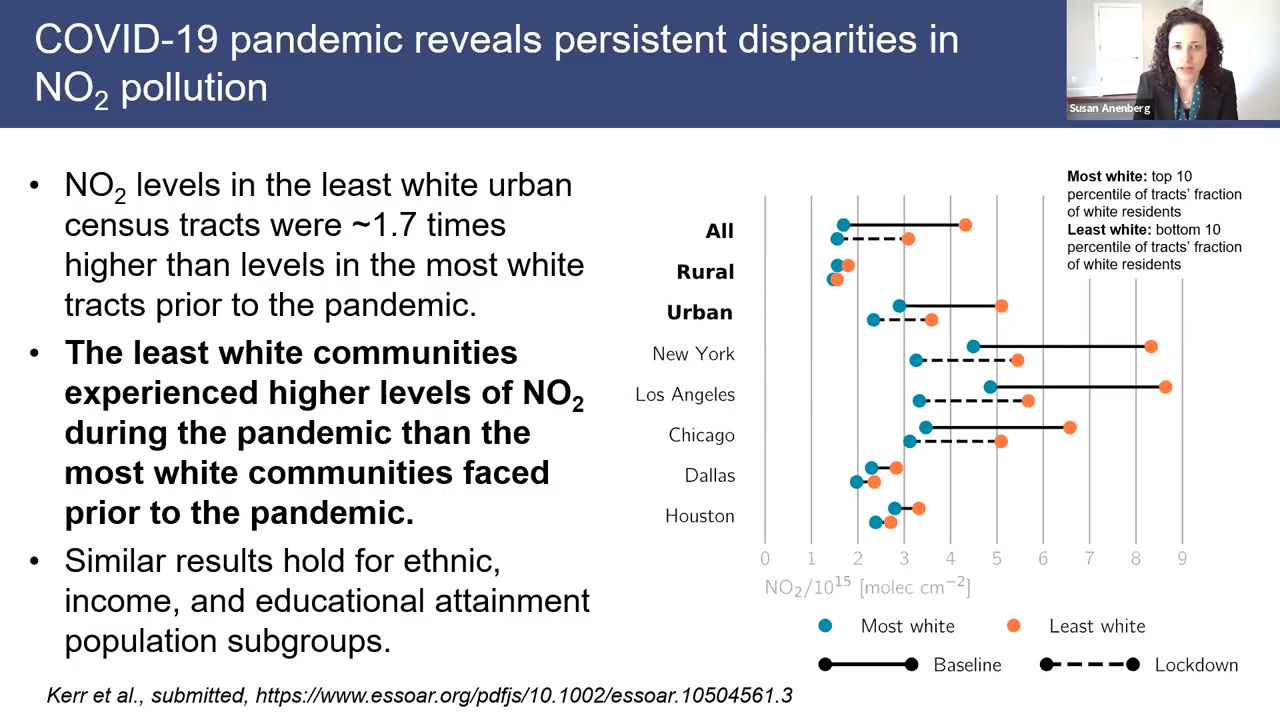 COVID-19 pandemic reveals persistent disparities in
NO₂ pollution
Susan Anenberg
• NO₂ levels in the least white urban
census tracts were ~1.7 times
higher than levels in the most white
tracts prior to the pandemic.
• The least white communities
experienced higher levels of NO₂
during the pandemic than the
most white communities faced
prior to the pandemic.
• Similar results hold for ethnic,
income, and educational attainment
population subgroups.
Most white: top 10
percentile of tracts' fraction
of white residents
Least white: bottom 10
percentile of tracts' fraction
of white residents
All
Rural
Urban
New York
Los Angeles
Chicago
Dallas
Houston
0 1 2 3 4 5 6 7 8 9
NO₂/10¹⁵ [molec cm⁻²]
Most white Least white
Baseline Lockdown
Kerr et al., submitted, https://www.essoar.org/pdfjs/10.1002/essoar.10504561.3